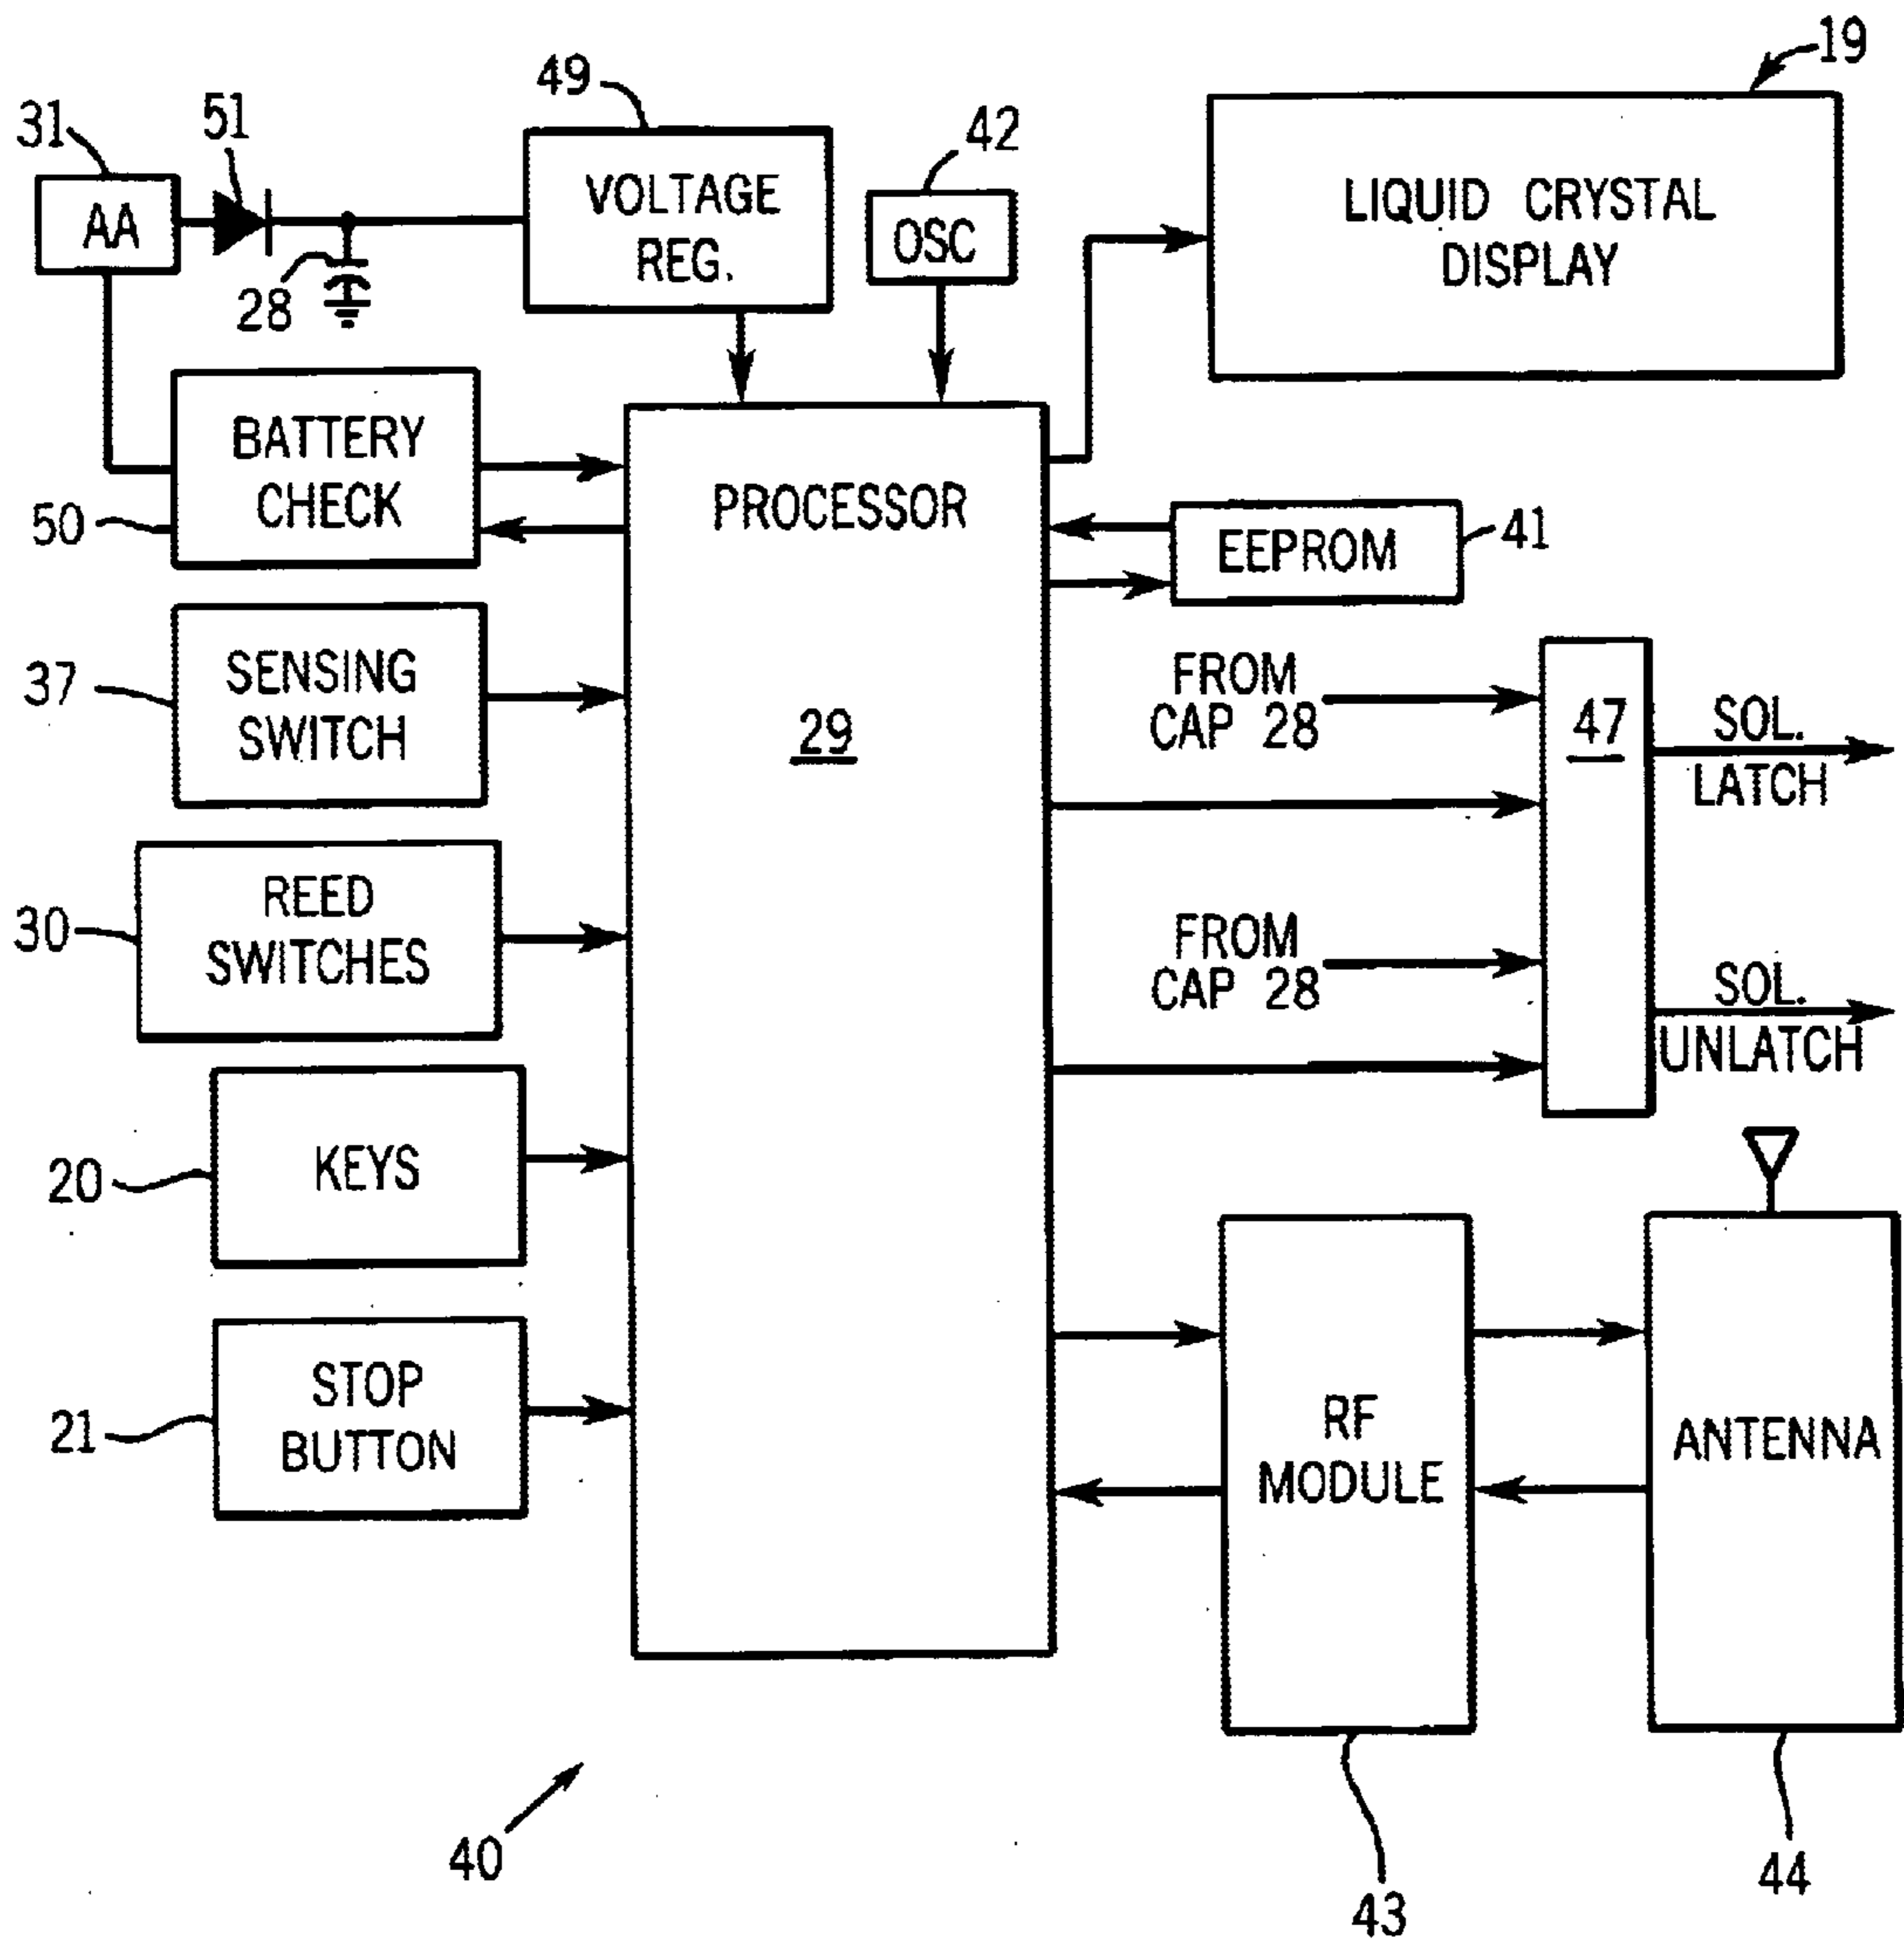 19
49
31
51
42
AA
VOLTAGE
REG.
OSC
LIQUID CRYSTAL
DISPLAY
28
BATTERY
CHECK
50
PROCESSOR
29
EEPROM
41
37
SENSING
SWITCH
FROM
CAP 28
47
SOL.
LATCH
30
REED
SWITCHES
FROM
CAP 28
SOL.
UNLATCH
20
KEYS
21
STOP
BUTTON
RF
MODULE
ANTENNA
40
43
44